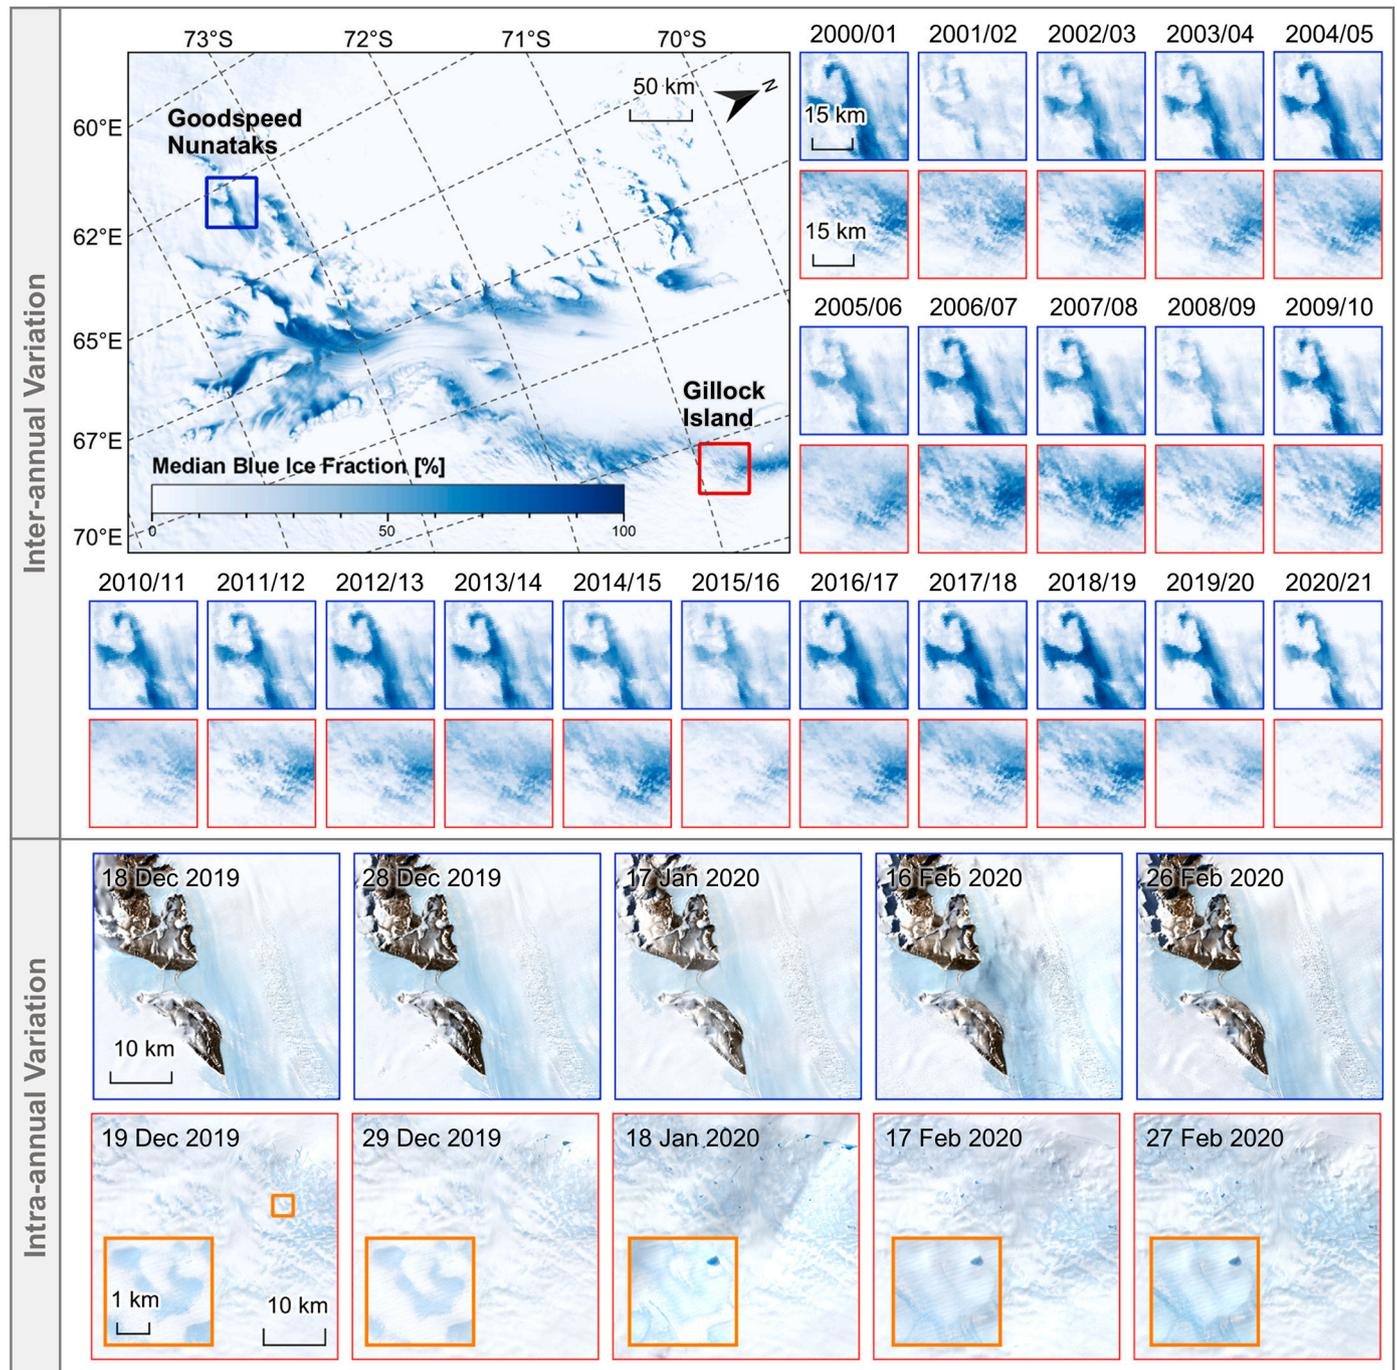 Inter-annual Variation
73°S 72°S 71°S 70°S
60°E
62°E
65°E
67°E
70°E
50 km
N
Goodspeed
Nunataks
Gillock
Island
Median Blue Ice Fraction [%]
0 50 100
2000/01 2001/02 2002/03 2003/04 2004/05
15 km
15 km
2005/06 2006/07 2007/08 2008/09 2009/10
2010/11 2011/12 2012/13 2013/14 2014/15 2015/16 2016/17 2017/18 2018/19 2019/20 2020/21
Intra-annual Variation
18 Dec 2019 28 Dec 2019 17 Jan 2020 16 Feb 2020 26 Feb 2020
10 km
19 Dec 2019 29 Dec 2019 18 Jan 2020 17 Feb 2020 27 Feb 2020
1 km 10 km